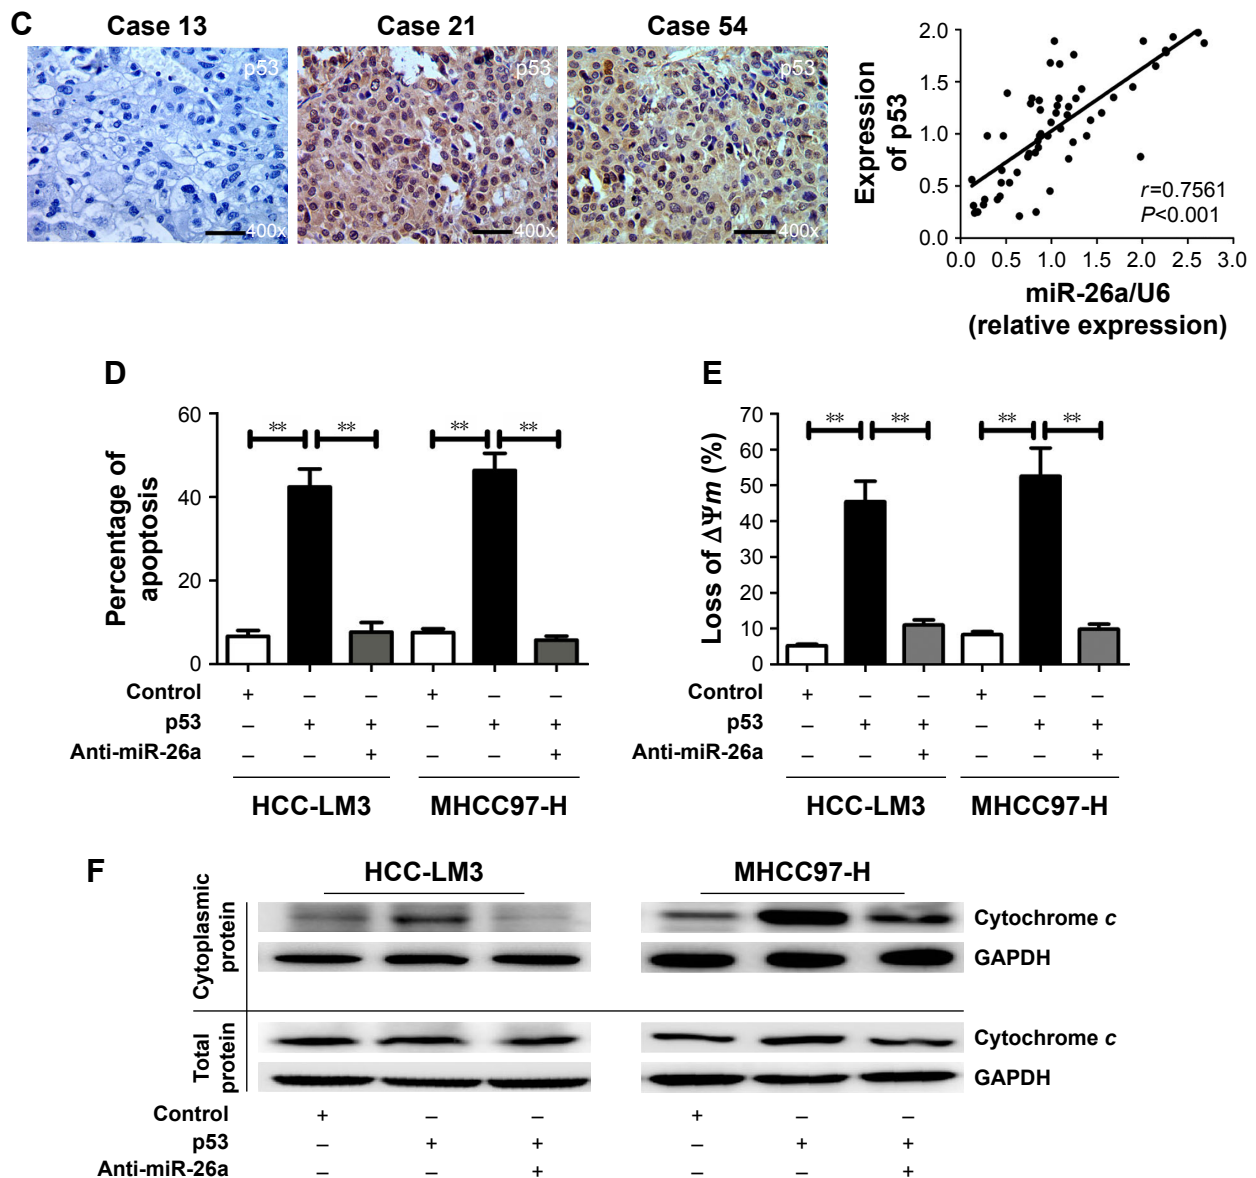 C
Case 13
Case 21
Case 54
p53
p53
p53
400x
400x
400x
Expression
of p53
2.0
1.5
1.0
0.5
0.0
r=0.7561
P<0.001
0.0 0.5 1.0 1.5 2.0 2.5 3.0
miR-26a/U6
(relative expression)
D
Percentage of
apoptosis
60
40
20
0
** ** ** **
Control + – – + – –
p53 – + + – + +
Anti-miR-26a – – + – – +
HCC-LM3 MHCC97-H
E
Loss of ΔΨm (%)
70
60
50
40
30
20
10
0
** ** ** **
Control + – – + – –
p53 – + + – + +
Anti-miR-26a – – + – – +
HCC-LM3 MHCC97-H
F
HCC-LM3 MHCC97-H
Cytoplasmic
protein
Cytochrome c
GAPDH
Total
protein
Cytochrome c
GAPDH
Control + – – + – –
p53 – + + – + +
Anti-miR-26a – – + – – +